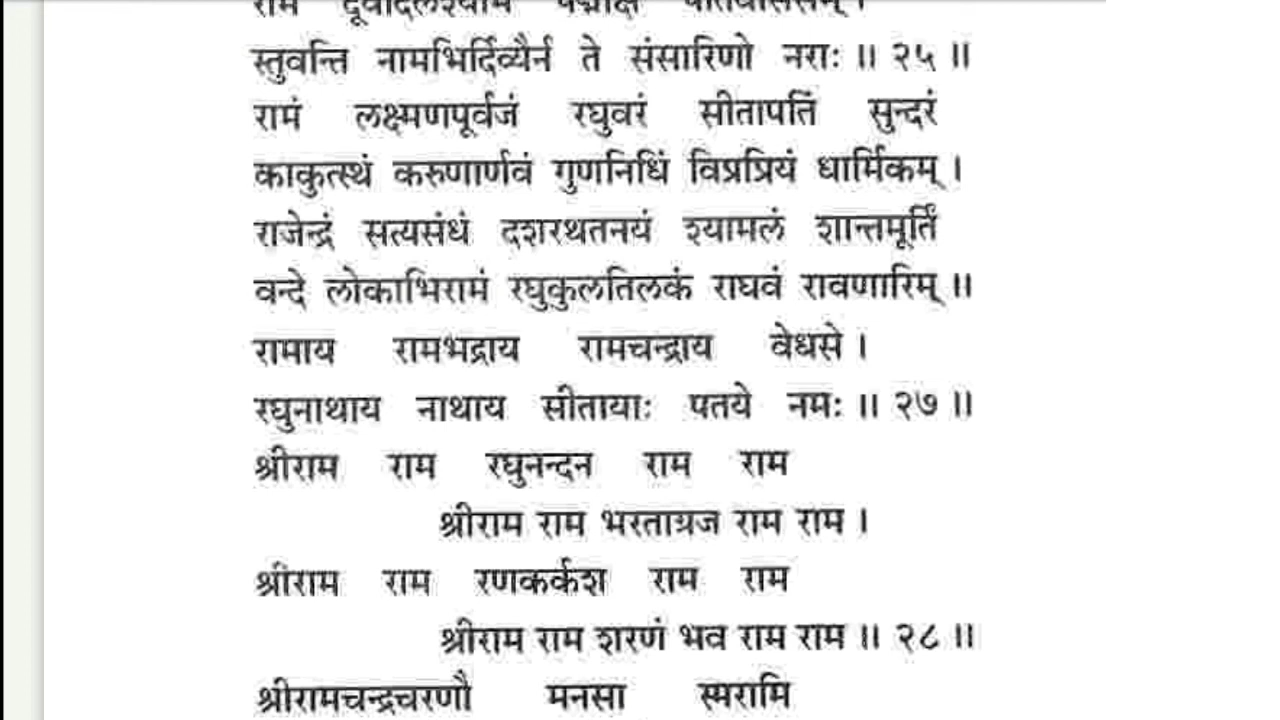 स्तुवन्ति नामभिर्दिव्यैर्न ते संसारिणो नराः ॥ २५ ॥
रामं लक्ष्मणपूर्वजं रघुवरं सीतापतिं सुन्दरं
काकुत्स्थं करुणार्णवं गुणनिधिं विप्रप्रियं धार्मिकम् ।
राजेन्द्रं सत्यसंधं दशरथतनयं श्यामलं शान्तमूर्तिं
वन्दे लोकाभिरामं रघुकुलतिलकं राघवं रावणारिम् ॥
रामाय रामभद्राय रामचन्द्राय वेधसे ।
रघुनाथाय नाथाय सीतायाः पतये नमः ॥ २७ ॥
श्रीराम राम रघुनन्दन राम राम
श्रीराम राम भरताग्रज राम राम ।
श्रीराम राम रणकर्कश राम राम
श्रीराम राम शरणं भव राम राम ॥ २८ ॥
श्रीरामचन्द्रचरणौ मनसा स्मरामि